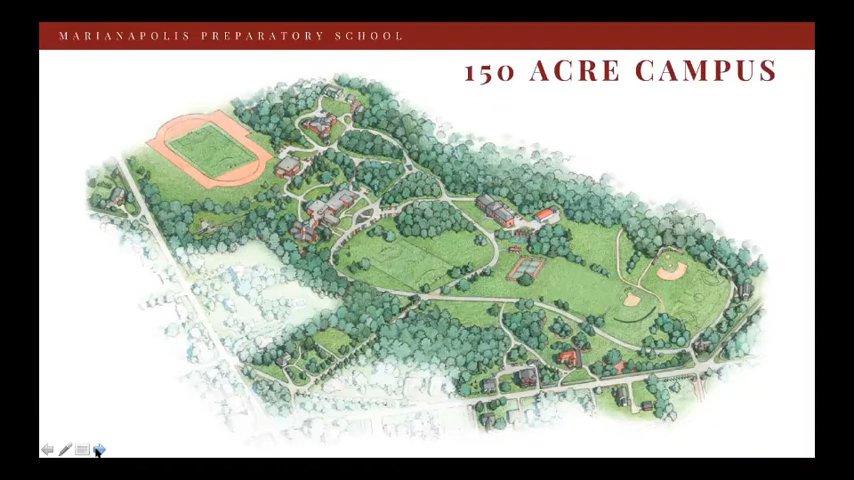 MARIANAPOLIS PREPARATORY SCHOOL
150 ACRE CAMPUS